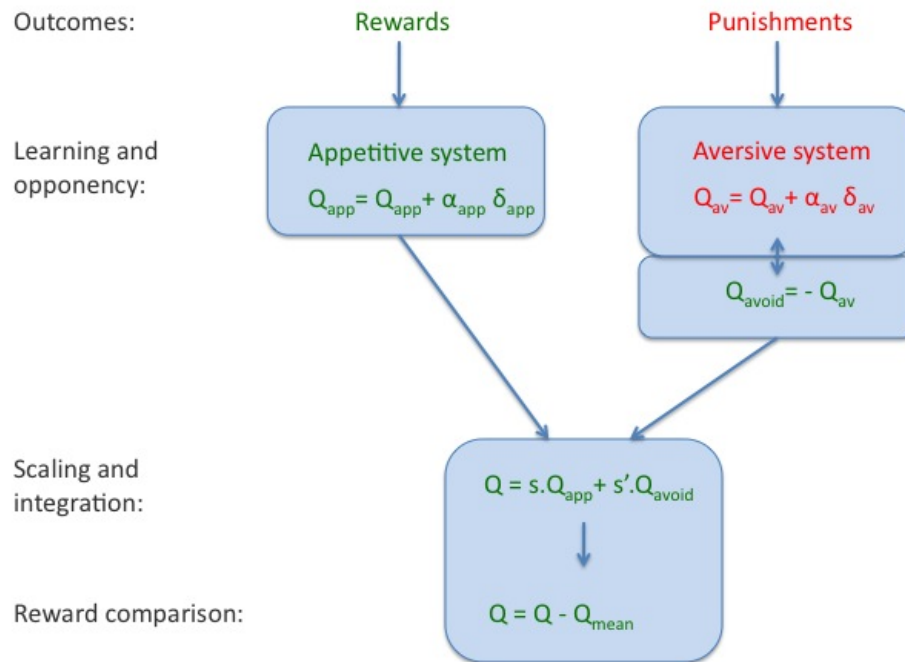 Outcomes: Rewards Punishments
Learning and opponency:
Appetitive system
Q_app= Q_app+ α_app δ_app
Aversive system
Q_av= Q_av+ α_av δ_av
Q_avoid= - Q_av
Scaling and integration:
Q = s.Q_app+ s'.Q_avoid
Reward comparison:
Q = Q - Q_mean